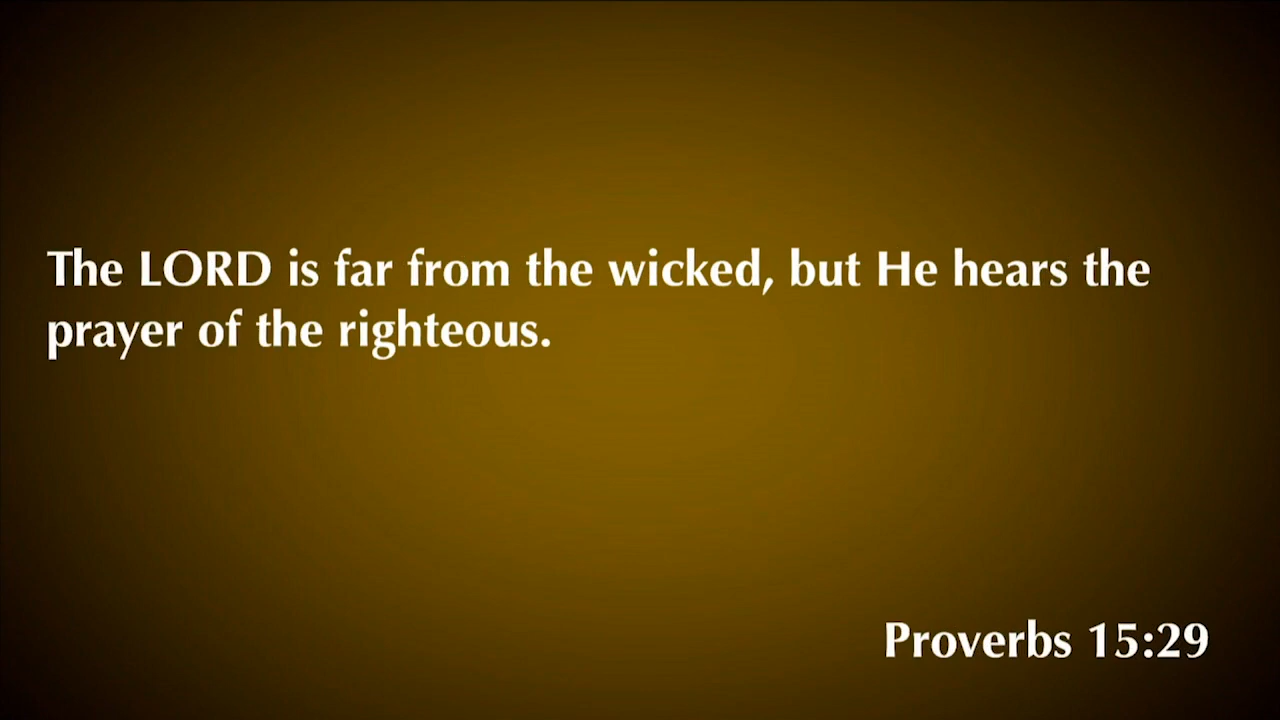 The LORD is far from the wicked, but He hears the
prayer of the righteous.
Proverbs 15:29